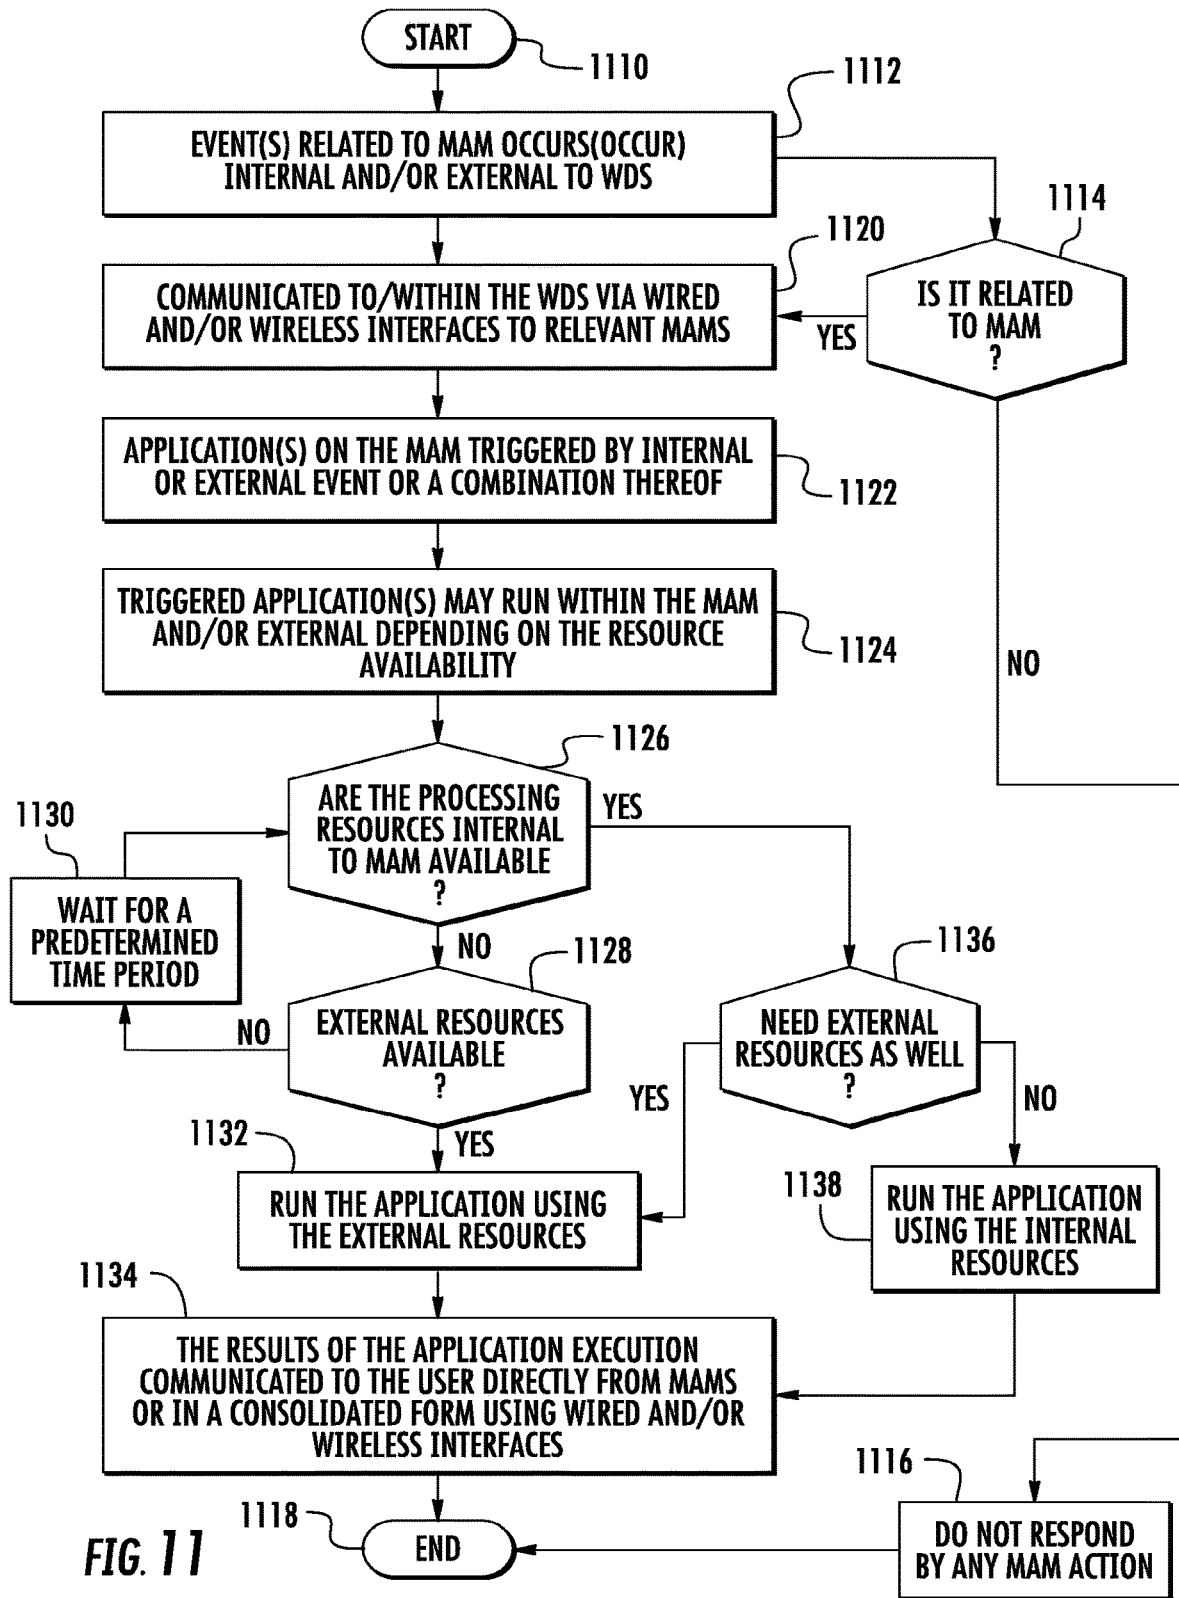 START
1110
1112
EVENT(S) RELATED TO MAM OCCURS(OCCUR)
INTERNAL AND/OR EXTERNAL TO WDS
1114
IS IT RELATED
TO MAM
?
YES
NO
1120
COMMUNICATED TO/WITHIN THE WDS VIA WIRED
AND/OR WIRELESS INTERFACES TO RELEVANT MAMS
APPLICATION(S) ON THE MAM TRIGGERED BY INTERNAL
OR EXTERNAL EVENT OR A COMBINATION THEREOF
1122
TRIGGERED APPLICATION(S) MAY RUN WITHIN THE MAM
AND/OR EXTERNAL DEPENDING ON THE RESOURCE
AVAILABILITY
1124
1126
ARE THE PROCESSING
RESOURCES INTERNAL
TO MAM AVAILABLE
?
YES
NO
1130
WAIT FOR A
PREDETERMINED
TIME PERIOD
1128
EXTERNAL RESOURCES
AVAILABLE
?
NO
YES
1136
NEED EXTERNAL
RESOURCES AS WELL
?
YES
NO
1132
RUN THE APPLICATION USING
THE EXTERNAL RESOURCES
1138
RUN THE APPLICATION
USING THE INTERNAL
RESOURCES
1134
THE RESULTS OF THE APPLICATION EXECUTION
COMMUNICATED TO THE USER DIRECTLY FROM MAMS
OR IN A CONSOLIDATED FORM USING WIRED AND/OR
WIRELESS INTERFACES
1116
DO NOT RESPOND
BY ANY MAM ACTION
1118
END
FIG. 11